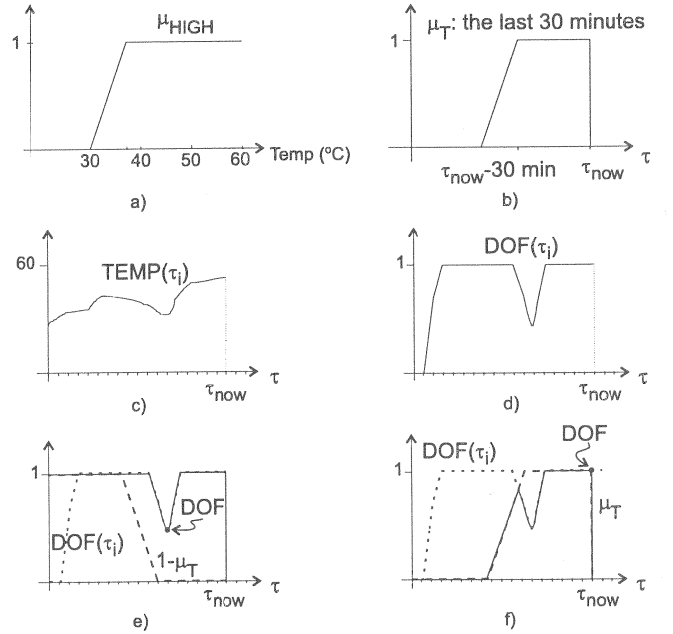 μHIGH
1
30 40 50 60 Temp (ºC)
a)
μT: the last 30 minutes
1
τnow-30 min τnow τ
b)
60
TEMP(τi)
τnow τ
c)
DOF(τi)
1
τnow τ
d)
1
DOF
DOF(τi)
1-μT
τnow τ
e)
DOF
DOF(τi)
1
μT
τnow τ
f)